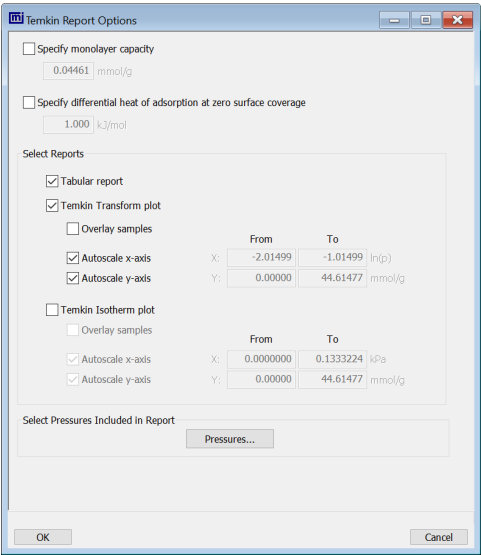 Temkin Report Options
Specify monolayer capacity
0.04461 mmol/g
Specify differential heat of adsorption at zero surface coverage
1.000 kJ/mol
Select Reports
Tabular report
Temkin Transform plot
Overlay samples
From To
Autoscale x-axis X: -2.01499 -1.01499 ln(p)
Autoscale y-axis Y: 0.00000 44.61477 mmol/g
Temkin Isotherm plot
Overlay samples
From To
Autoscale x-axis X: 0.0000000 0.1333224 kPa
Autoscale y-axis Y: 0.00000 44.61477 mmol/g
Select Pressures Included in Report
Pressures...
OK Cancel